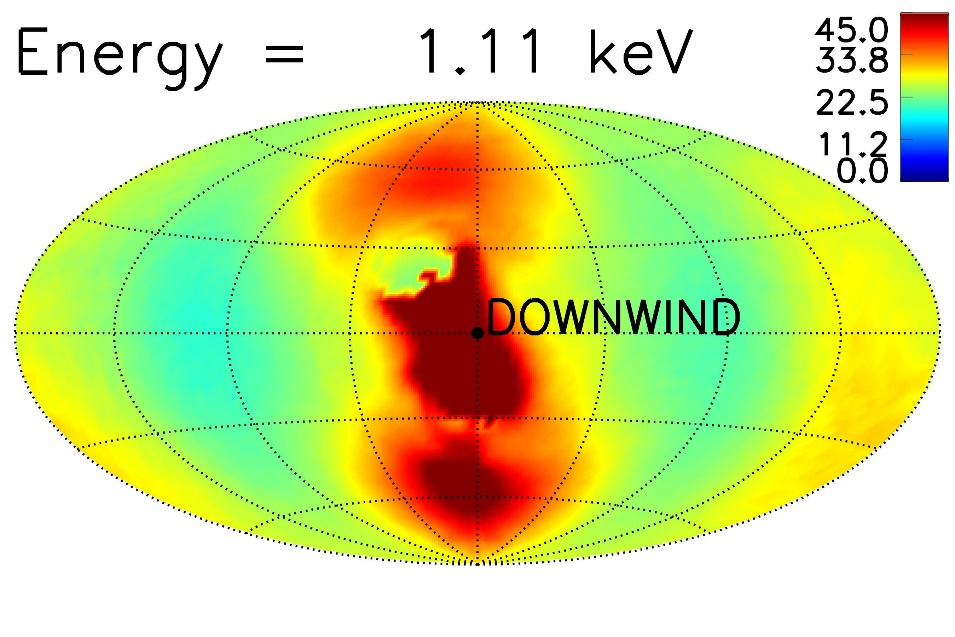 Energy = 1.11 keV
45.0
33.8
22.5
11.2
0.0
DOWNWIND